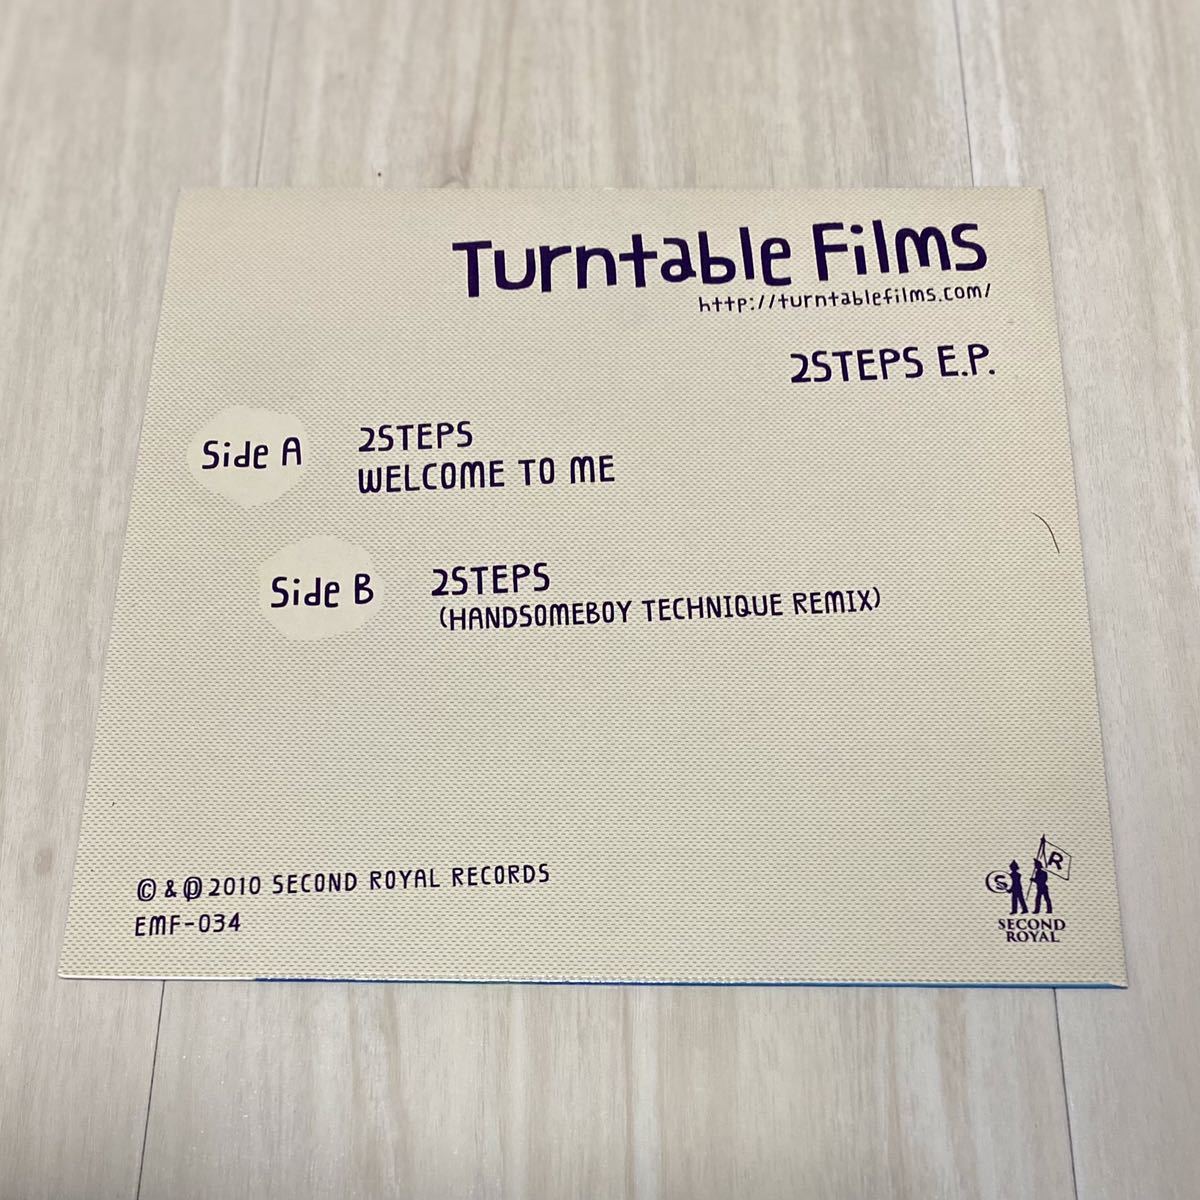 Turntable Films
http://turntablefilms.com/
2STEPS E.P.
Side A
2STEPS
WELCOME TO ME
Side B
2STEPS
(HANDSOMEBOY TECHNIQUE REMIX)
© & ℗ 2010 SECOND ROYAL RECORDS
EMF-034
S
R
SECOND
ROYAL